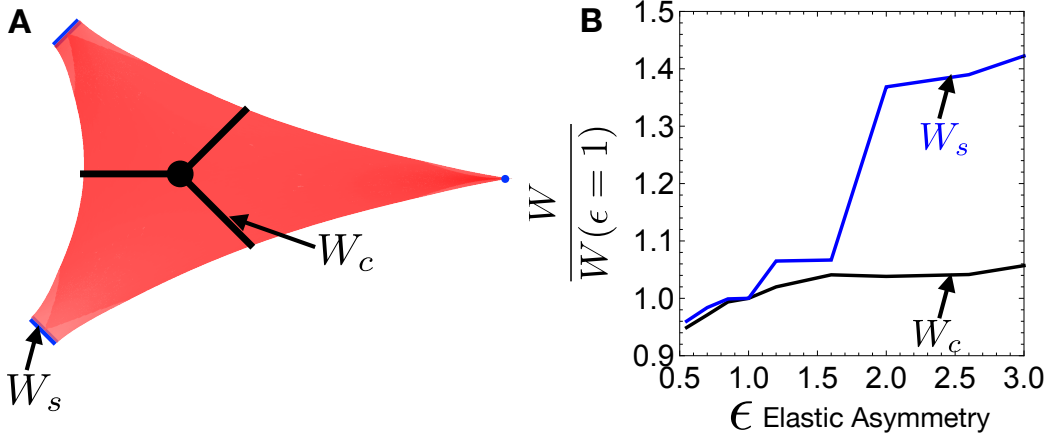 A
W_c
W_s
B
W
W(ϵ = 1)
1.5
1.4
1.3
1.2
1.1
1.0
0.9
W_s
W_c
0.5 1.0 1.5 2.0 2.5 3.0
ϵ Elastic Asymmetry